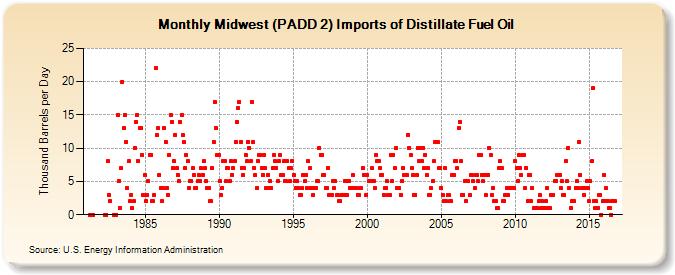 Monthly Midwest (PADD 2) Imports of Distillate Fuel Oil
Thousand Barrels per Day
25
20
15
10
5
0
1985 1990 1995 2000 2005 2010 2015
Source: U.S. Energy Information Administration